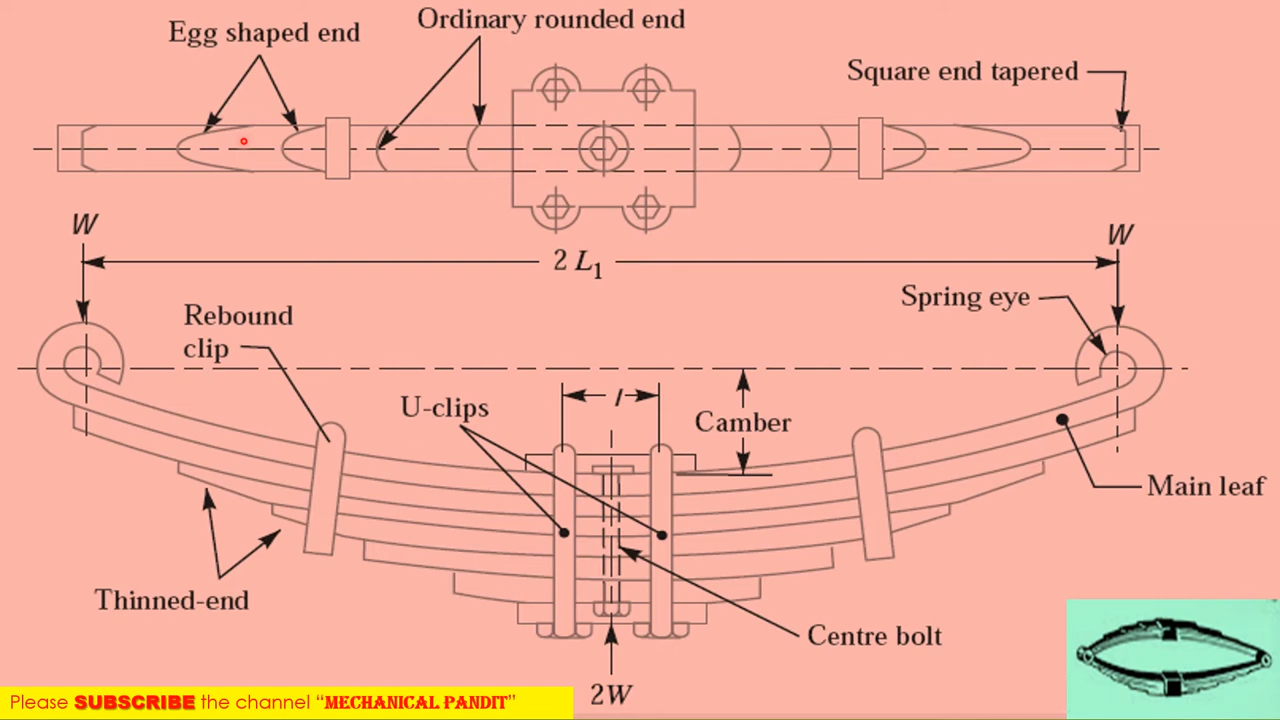 Ordinary rounded end
Egg shaped end
Square end tapered
W
W
2 L1
Spring eye
Rebound
clip
l
U-clips
Camber
Main leaf
Thinned-end
Centre bolt
2W
Please SUBSCRIBE the channel “MECHANICAL PANDIT”